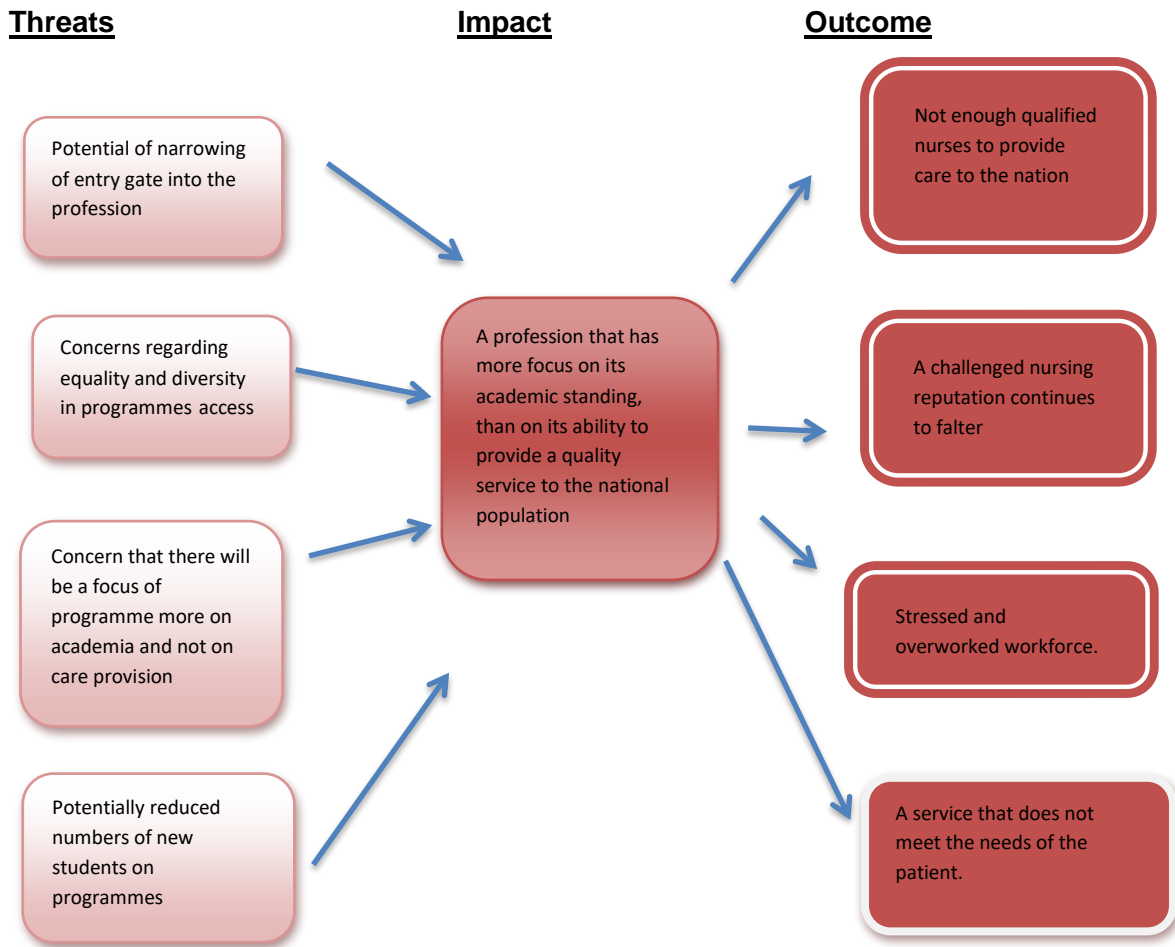 Threats
Impact
Outcome
Potential of narrowing
of entry gate into the
profession
Concerns regarding
equality and diversity
in programmes access
Concern that there will
be a focus of
programme more on
academia and not on
care provision
Potentially reduced
numbers of new
students on
programmes
A profession that has
more focus on its
academic standing,
than on its ability to
provide a quality
service to the national
population
Not enough qualified
nurses to provide
care to the nation
A challenged nursing
reputation continues
to falter
Stressed and
overworked workforce.
A service that does not
meet the needs of the
patient.